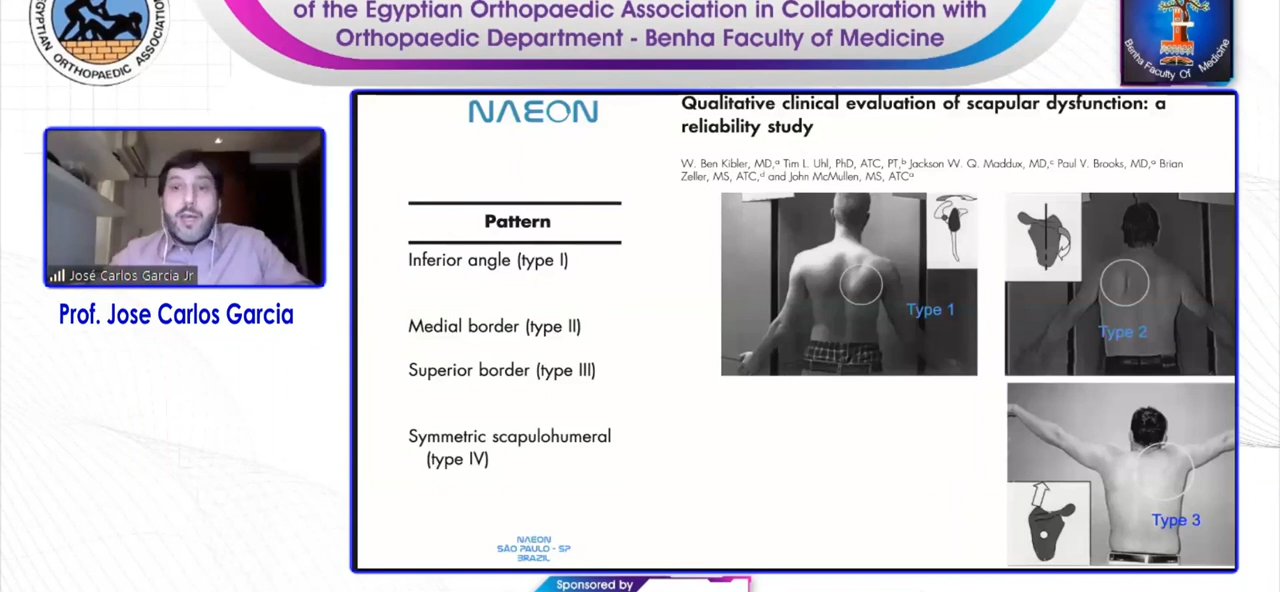 of the Egyptian Orthopaedic Association in Collaboration with
Orthopaedic Department - Benha Faculty of Medicine
EGYPTIAN ORTHOPAEDIC ASSOCIATION
Benha Faculty Of Medicine
José Carlos Garcia Jr
Prof. Jose Carlos Garcia
NAEON
Qualitative clinical evaluation of scapular dysfunction: a
reliability study
W. Ben Kibler, MD,ᵃ Tim L. Uhl, PhD, ATC, PT,ᵇ Jackson W. Q. Maddux, MD,ᶜ Paul V. Brooks, MD,ᵃ Brian
Zeller, MS, ATC,ᵈ and John McMullen, MS, ATCᵃ
Pattern
Inferior angle (type I)
Medial border (type II)
Superior border (type III)
Symmetric scapulohumeral
(type IV)
Type 1
Type 2
Type 3
NAEON
SÃO PAULO - SP
BRAZIL
Sponsored by